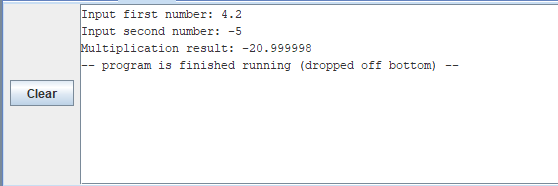 Input first number: 4.2
Input second number: -5
Multiplication result: -20.999998
-- program is finished running (dropped off bottom) --
Clear